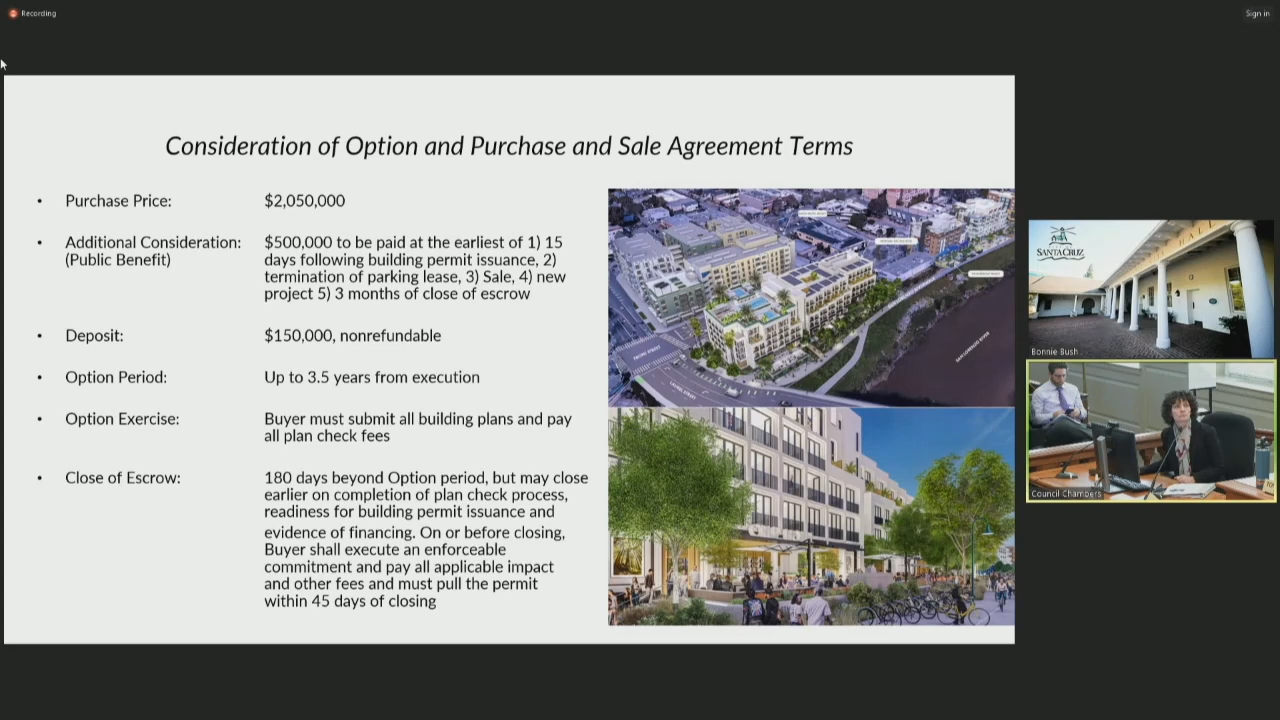 Recording
Sign in
Consideration of Option and Purchase and Sale Agreement Terms
• Purchase Price: $2,050,000
• Additional Consideration: $500,000 to be paid at the earliest of 1) 15
(Public Benefit) days following building permit issuance, 2)
termination of parking lease, 3) Sale, 4) new
project 5) 3 months of close of escrow
• Deposit: $150,000, nonrefundable
• Option Period: Up to 3.5 years from execution
• Option Exercise: Buyer must submit all building plans and pay
all plan check fees
• Close of Escrow: 180 days beyond Option period, but may close
earlier on completion of plan check process,
readiness for building permit issuance and
evidence of financing. On or before closing,
Buyer shall execute an enforceable
commitment and pay all applicable impact
and other fees and must pull the permit
within 45 days of closing
PACIFIC STREET
LAUREL STREET
SAN LORENZO RIVER
SANTA CRUZ
Bonnie Bush
Council Chambers